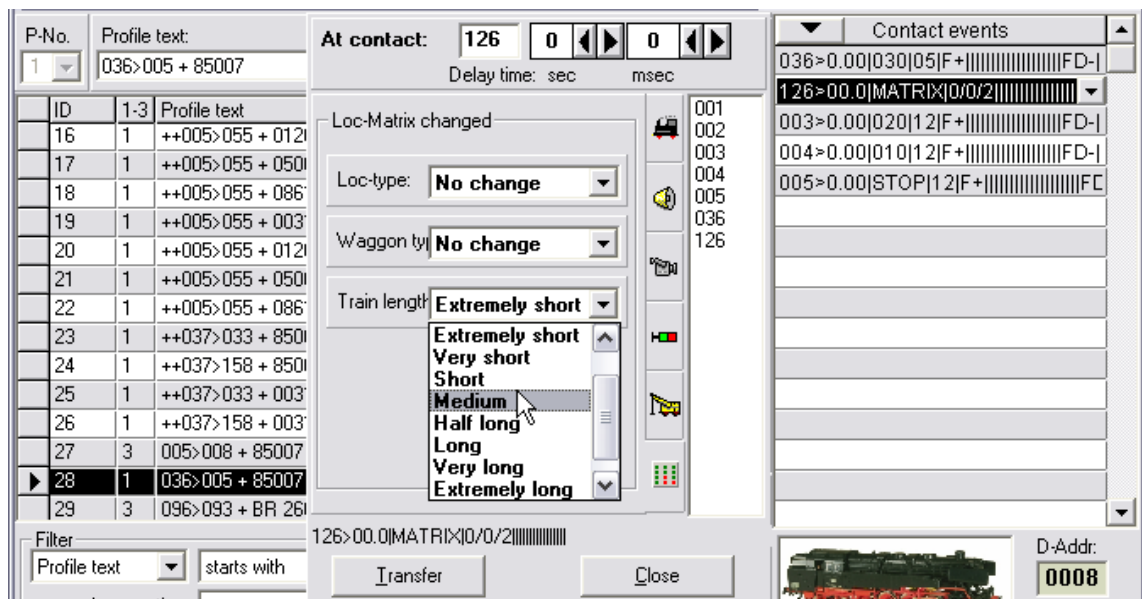 P-No.
Profile text:
1
036>005 + 85007
ID 1-3 Profile text
16 1 ++005>055 + 012
17 1 ++005>055 + 050
18 1 ++005>055 + 086
19 1 ++005>055 + 003
20 1 ++005>055 + 012
21 1 ++005>055 + 050
22 1 ++005>055 + 086
23 1 ++037>033 + 850
24 1 ++037>158 + 850
25 1 ++037>033 + 003
26 1 ++037>158 + 003
27 3 005>008 + 85007
28 1 036>005 + 85007
29 3 096>093 + BR 26
Filter
Profile text
starts with
At contact: 126 0 0
Delay time: sec msec
Loc-Matrix changed
Loc-type: No change
Waggon ty No change
Train length Extremely short
Extremely short
Very short
Short
Medium
Half long
Long
Very long
Extremely long
001
002
003
004
005
036
126
126>00.0|MATRIX|0/0/2|||||||||||||
Transfer
Close
Contact events
036>0.00|030|05|F+||||||||||||||||||||FD-|
126>00.0|MATRIX|0/0/2||||||||||||||||
003>0.00|020|12|F+||||||||||||||||||||FD-|
004>0.00|010|12|F+||||||||||||||||||||FD-|
005>0.00|STOP|12|F+||||||||||||||||||||FD
D-Addr:
0008